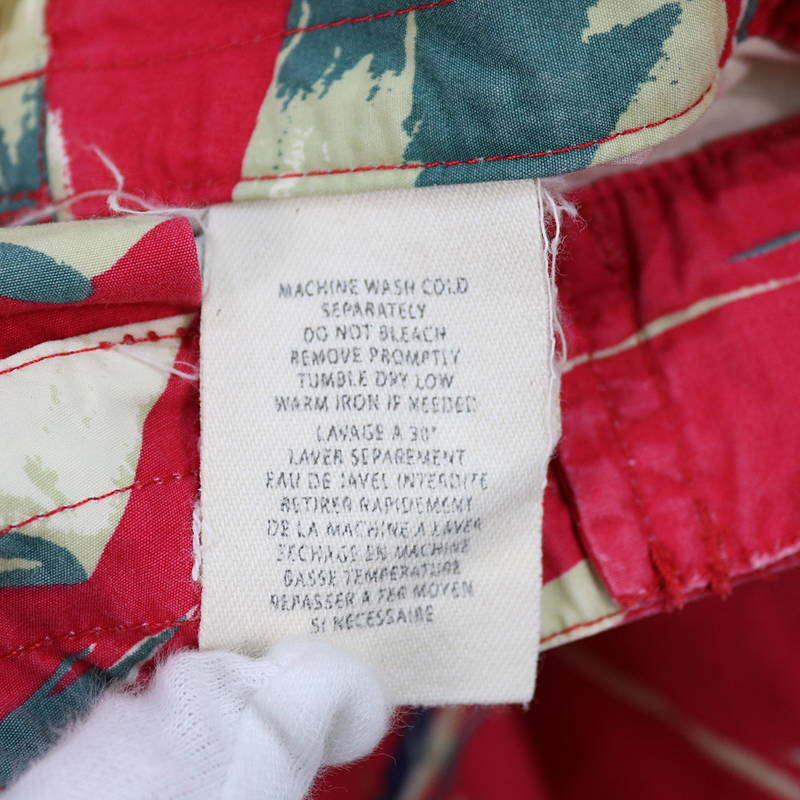 MACHINE WASH COLD
SEPARATELY
DO NOT BLEACH
REMOVE PROMPTLY
TUMBLE DRY LOW
WARM IRON IF NEEDED
LAVAGE A 30°
LAVER SEPAREMENT
EAU DE JAVEL INTERDITE
RETIRER RAPIDEMENT
DE LA MACHINE A LAVER
SECHAGE EN MACHINE
BASSE TEMPERATURE
REPASSER A FER MOYEN
SI NECESSAIRE